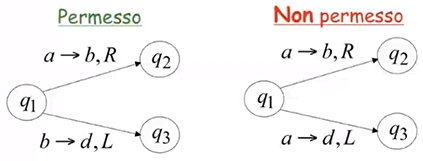 Permesso
a → b, R
q1
q2
b → d, L
q3
Non permesso
a → b, R
q1
q2
a → d, L
q3